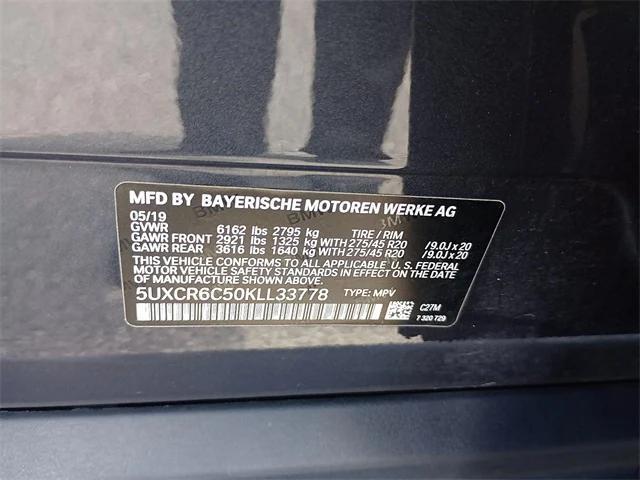 MFD BY BAYERISCHE MOTOREN WERKE AG
05/19
GVWR 6162 lbs 2795 kg TIRE / RIM
GAWR FRONT 2921 lbs 1325 kg WITH 275/45 R20 /9.0J x 20
GAWR REAR 3616 lbs 1640 kg WITH 275/45 R20 /9.0J x 20
THIS VEHICLE CONFORMS TO ALL APPLICABLE U.S. FEDERAL
MOTOR VEHICLE SAFETY STANDARDS IN EFFECT ON THE DATE
OF MANUFACTURE SHOWN ABOVE.
5UXCR6C50KLL33778 TYPE: MPV
C27M
7 320 729